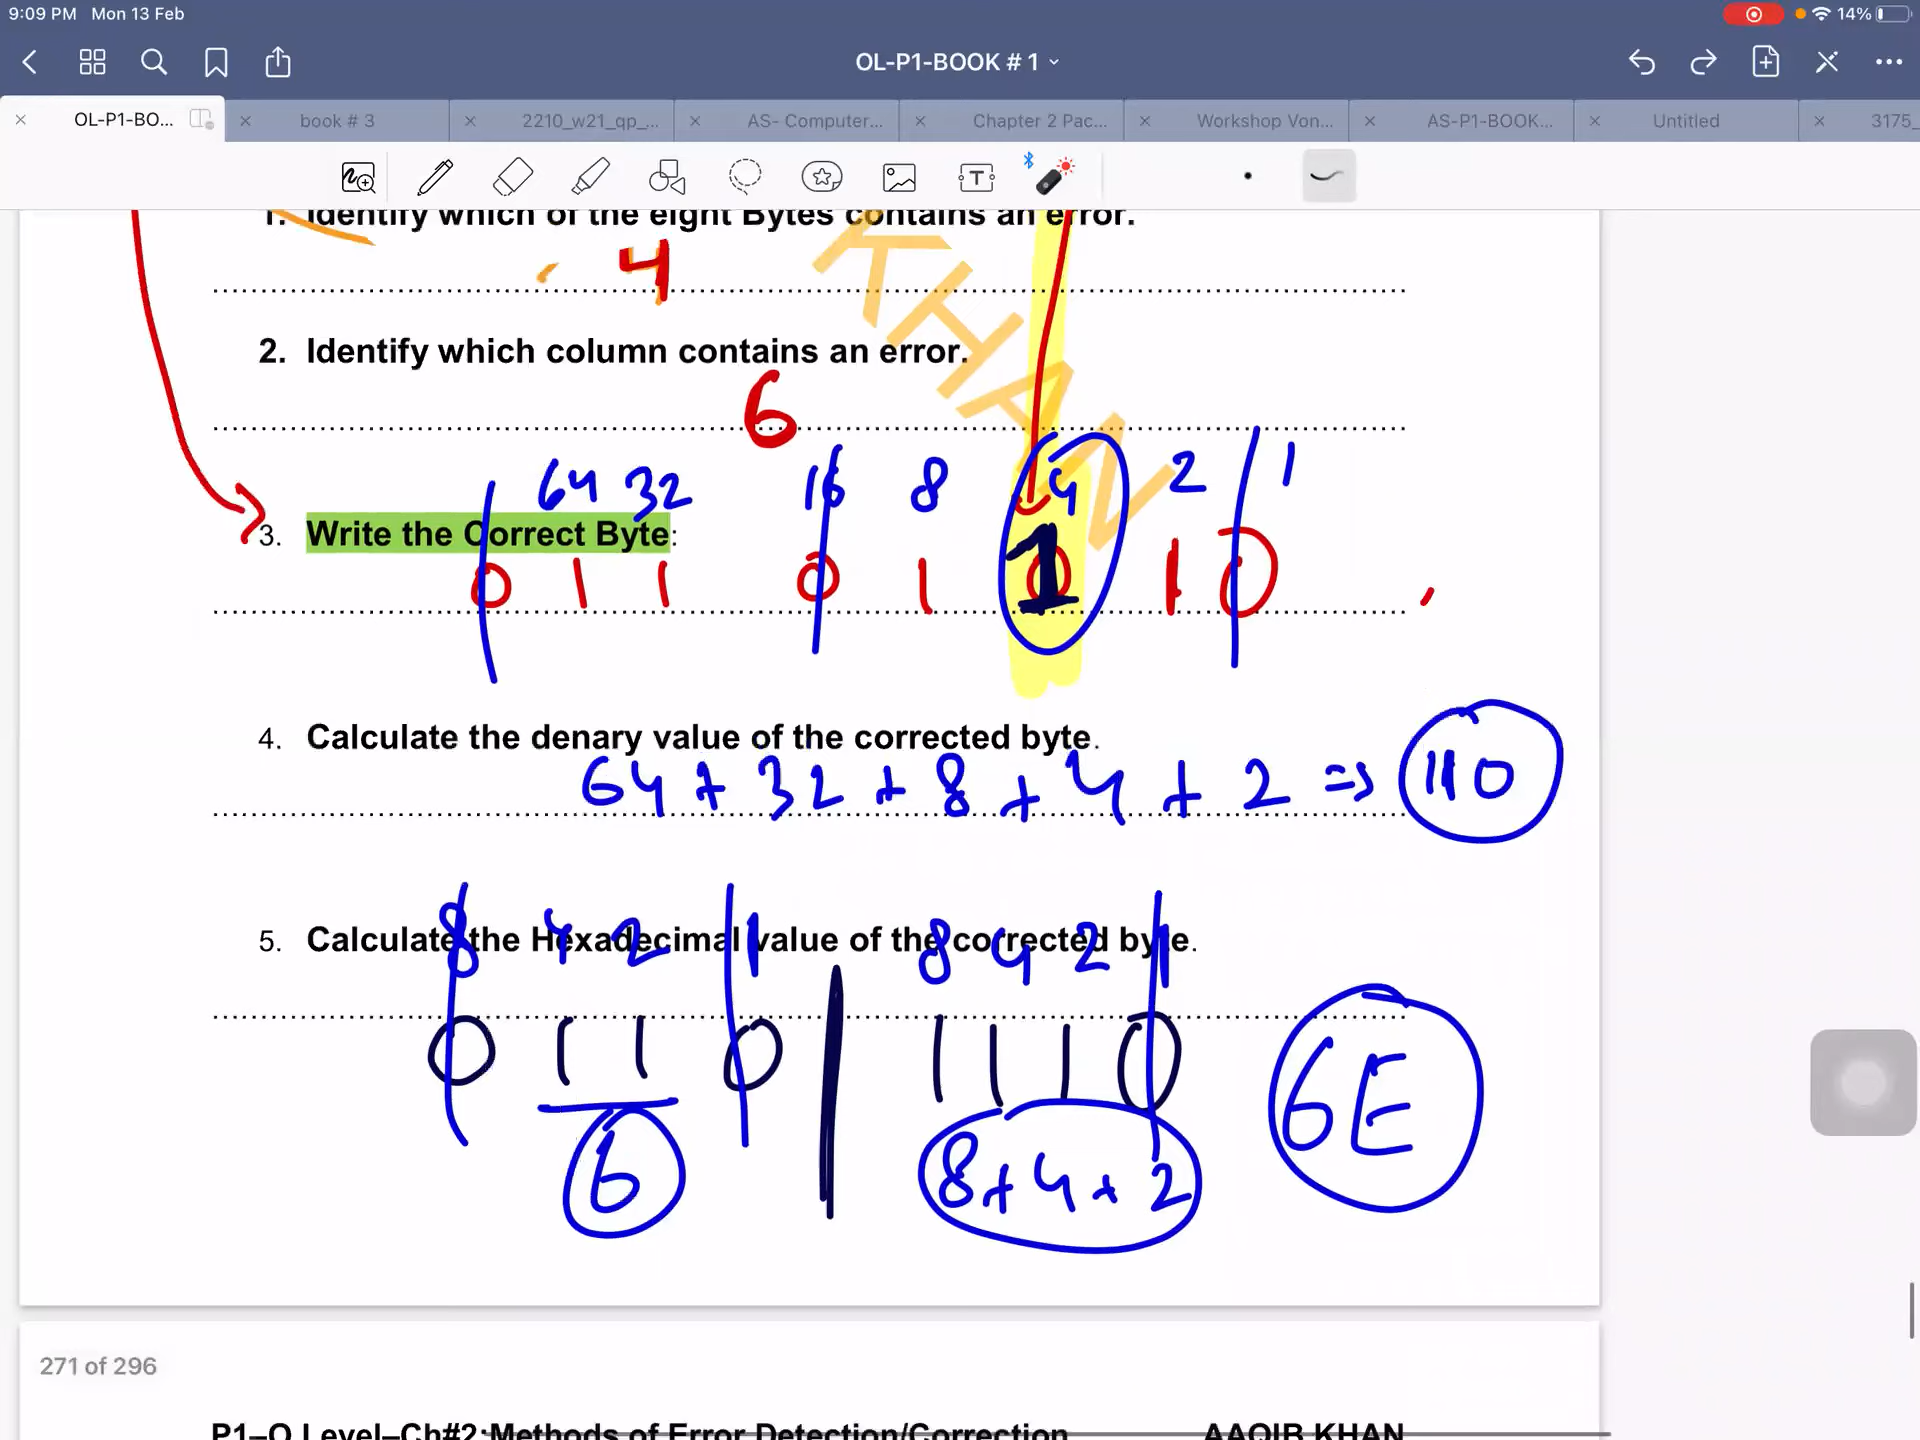 9:09 PM Mon 13 Feb
14%
OL-P1-BOOK # 1
OL-P1-BO...
book # 3
2210_w21_qp_...
AS- Computer...
Chapter 2 Pac...
Workshop Von...
AS-P1-BOOK...
Untitled
3175_
1. Identify which of the eight Bytes contains an error.
4
KHAN
2. Identify which column contains an error.
6
64 32 16 8 4 2 1
3. Write the Correct Byte:
0 1 1 0 1 1 1 0
4. Calculate the denary value of the corrected byte.
64 + 32 + 8 + 4 + 2 => 110
5. Calculate the Hexadecimal value of the corrected byte.
8 4 2 1 8 4 2 1
0 1 1 0 1 1 1 0
6E
6
8+4+2
271 of 296
P1–O Level–Ch#2:Methods of Error Detection/Correction AAQIB KHAN